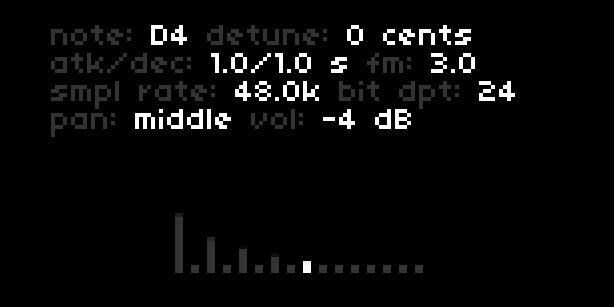 note: D4 detune: 0 cents
atk/dec: 1.0/1.0 s fm: 3.0
smpl rate: 48.0k bit dpt: 24
pan: middle vol: -4 dB